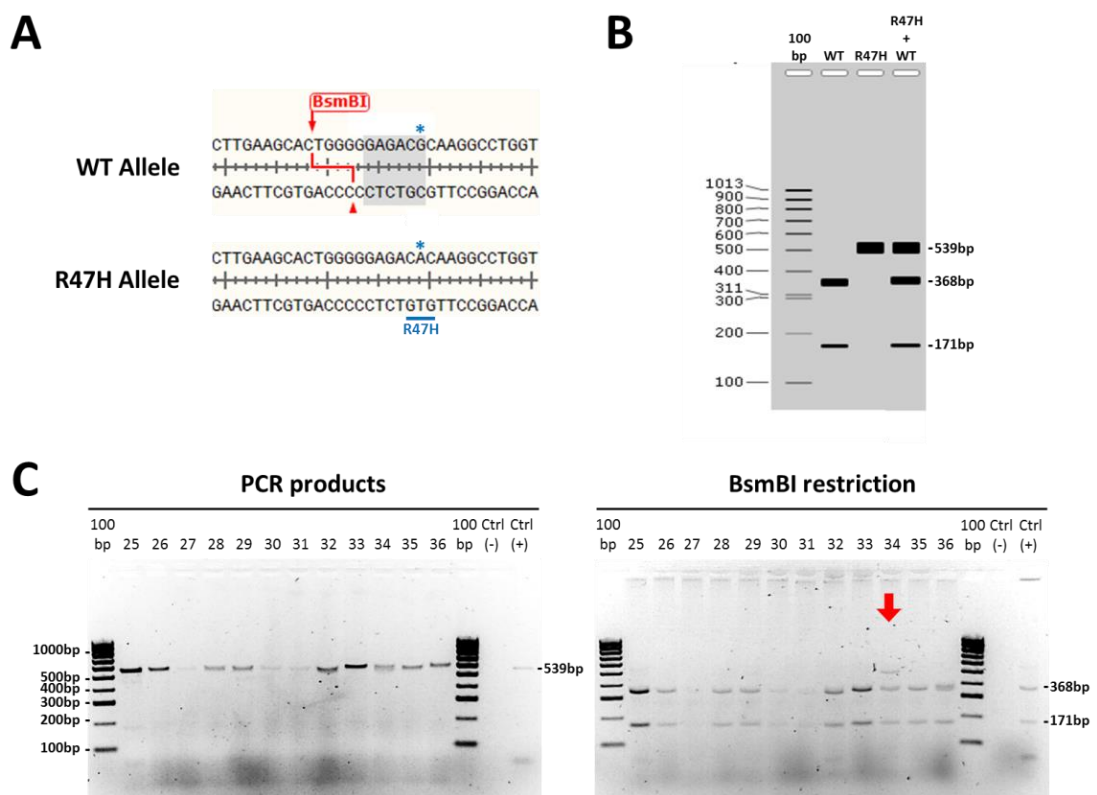 A
BsmBI
*
CTTGAAGCACTGGGGGAGACGCAAGGCCTGGT
WT Allele
GAACTTCGTGACCCCCTCTGCGTTCCGGACCA
*
CTTGAAGCACTGGGGGAGACACAAGGCCTGGT
R47H Allele
GAACTTCGTGACCCCCTCTGTGTTCCGGACCA
R47H
B
100 bp
WT
R47H
R47H + WT
1013
900
800
700
600
500
400
311
300
200
100
-539bp
-368bp
-171bp
C
PCR products
100 bp 25 26 27 28 29 30 31 32 33 34 35 36 100 bp Ctrl (-) Ctrl (+)
1000bp
500bp
400bp
300bp
200bp
100bp
-539bp
BsmBI restriction
100 bp 25 26 27 28 29 30 31 32 33 34 35 36 100 bp Ctrl (-) Ctrl (+)
-368bp
-171bp